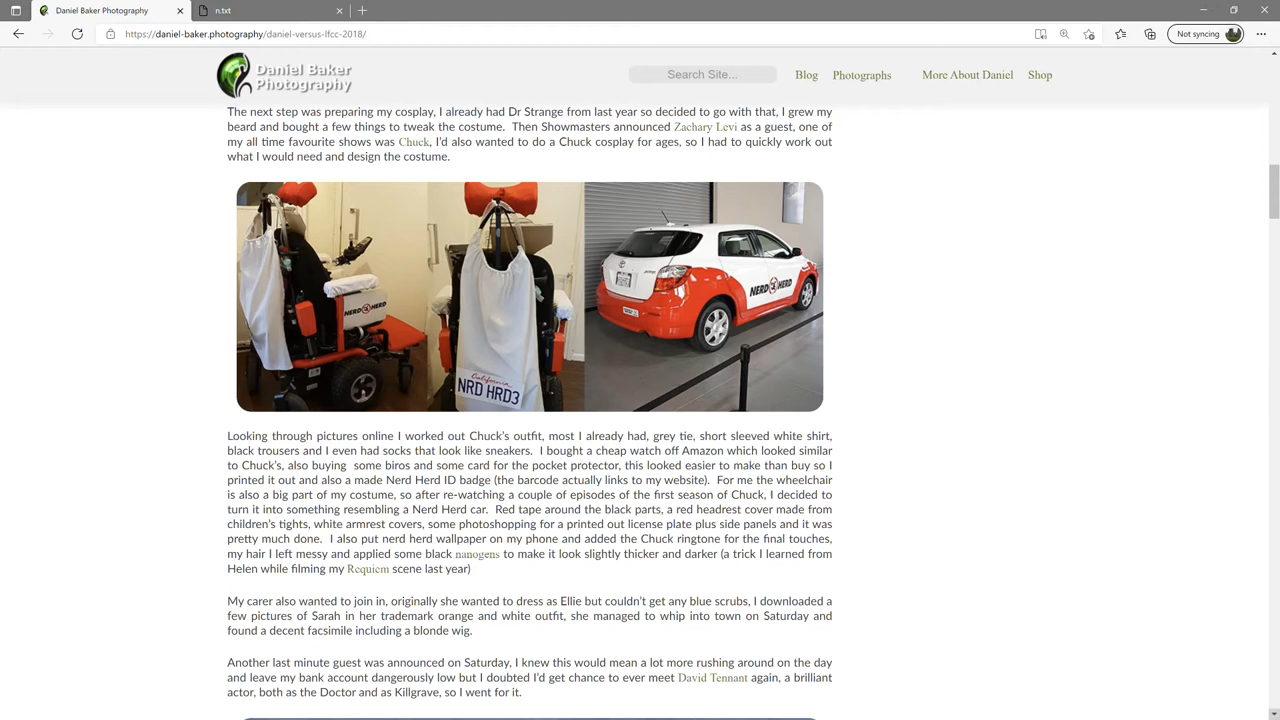 Daniel Baker Photography
n.txt
https://daniel-baker.photography/daniel-versus-lfcc-2018/
Not syncing
Daniel Baker
Photography
Search Site...
Blog
Photographs
More About Daniel
Shop
The next step was preparing my cosplay, I already had Dr Strange from last year so decided to go with that, I grew my
beard and bought a few things to tweak the costume. Then Showmasters announced Zachary Levi as a guest, one of
my all time favourite shows was Chuck, I'd also wanted to do a Chuck cosplay for ages, so I had to quickly work out
what I would need and design the costume.
NERD HERD
California
NRD HRD3
NERD HERD
Looking through pictures online I worked out Chuck's outfit, most I already had, grey tie, short sleeved white shirt,
black trousers and I even had socks that look like sneakers. I bought a cheap watch off Amazon which looked similar
to Chuck's, also buying some biros and some card for the pocket protector, this looked easier to make than buy so I
printed it out and also a made Nerd Herd ID badge (the barcode actually links to my website). For me the wheelchair
is also a big part of my costume, so after re-watching a couple of episodes of the first season of Chuck, I decided to
turn it into something resembling a Nerd Herd car. Red tape around the black parts, a red headrest cover made from
children's tights, white armrest covers, some photoshopping for a printed out license plate plus side panels and it was
pretty much done. I also put nerd herd wallpaper on my phone and added the Chuck ringtone for the final touches,
my hair I left messy and applied some black nanogens to make it look slightly thicker and darker (a trick I learned from
Helen while filming my Requiem scene last year)
My carer also wanted to join in, originally she wanted to dress as Ellie but couldn't get any blue scrubs, I downloaded a
few pictures of Sarah in her trademark orange and white outfit, she managed to whip into town on Saturday and
found a decent facsimile including a blonde wig.
Another last minute guest was announced on Saturday, I knew this would mean a lot more rushing around on the day
and leave my bank account dangerously low but I doubted I'd get chance to ever meet David Tennant again, a brilliant
actor, both as the Doctor and as Killgrave, so I went for it.